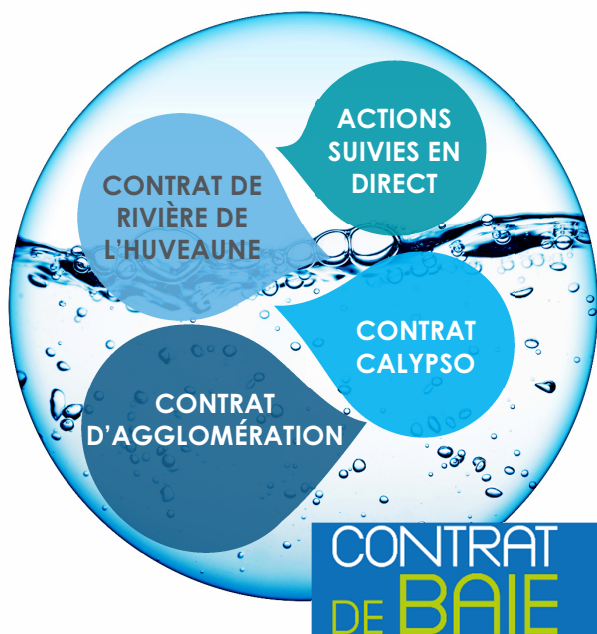 ACTIONS
SUIVIES EN
DIRECT
CONTRAT DE
RIVIÈRE DE
L’HUVEAUNE
CONTRAT
CALYPSO
CONTRAT
D’AGGLOMÉRATION
CONTRAT
DE BAIE